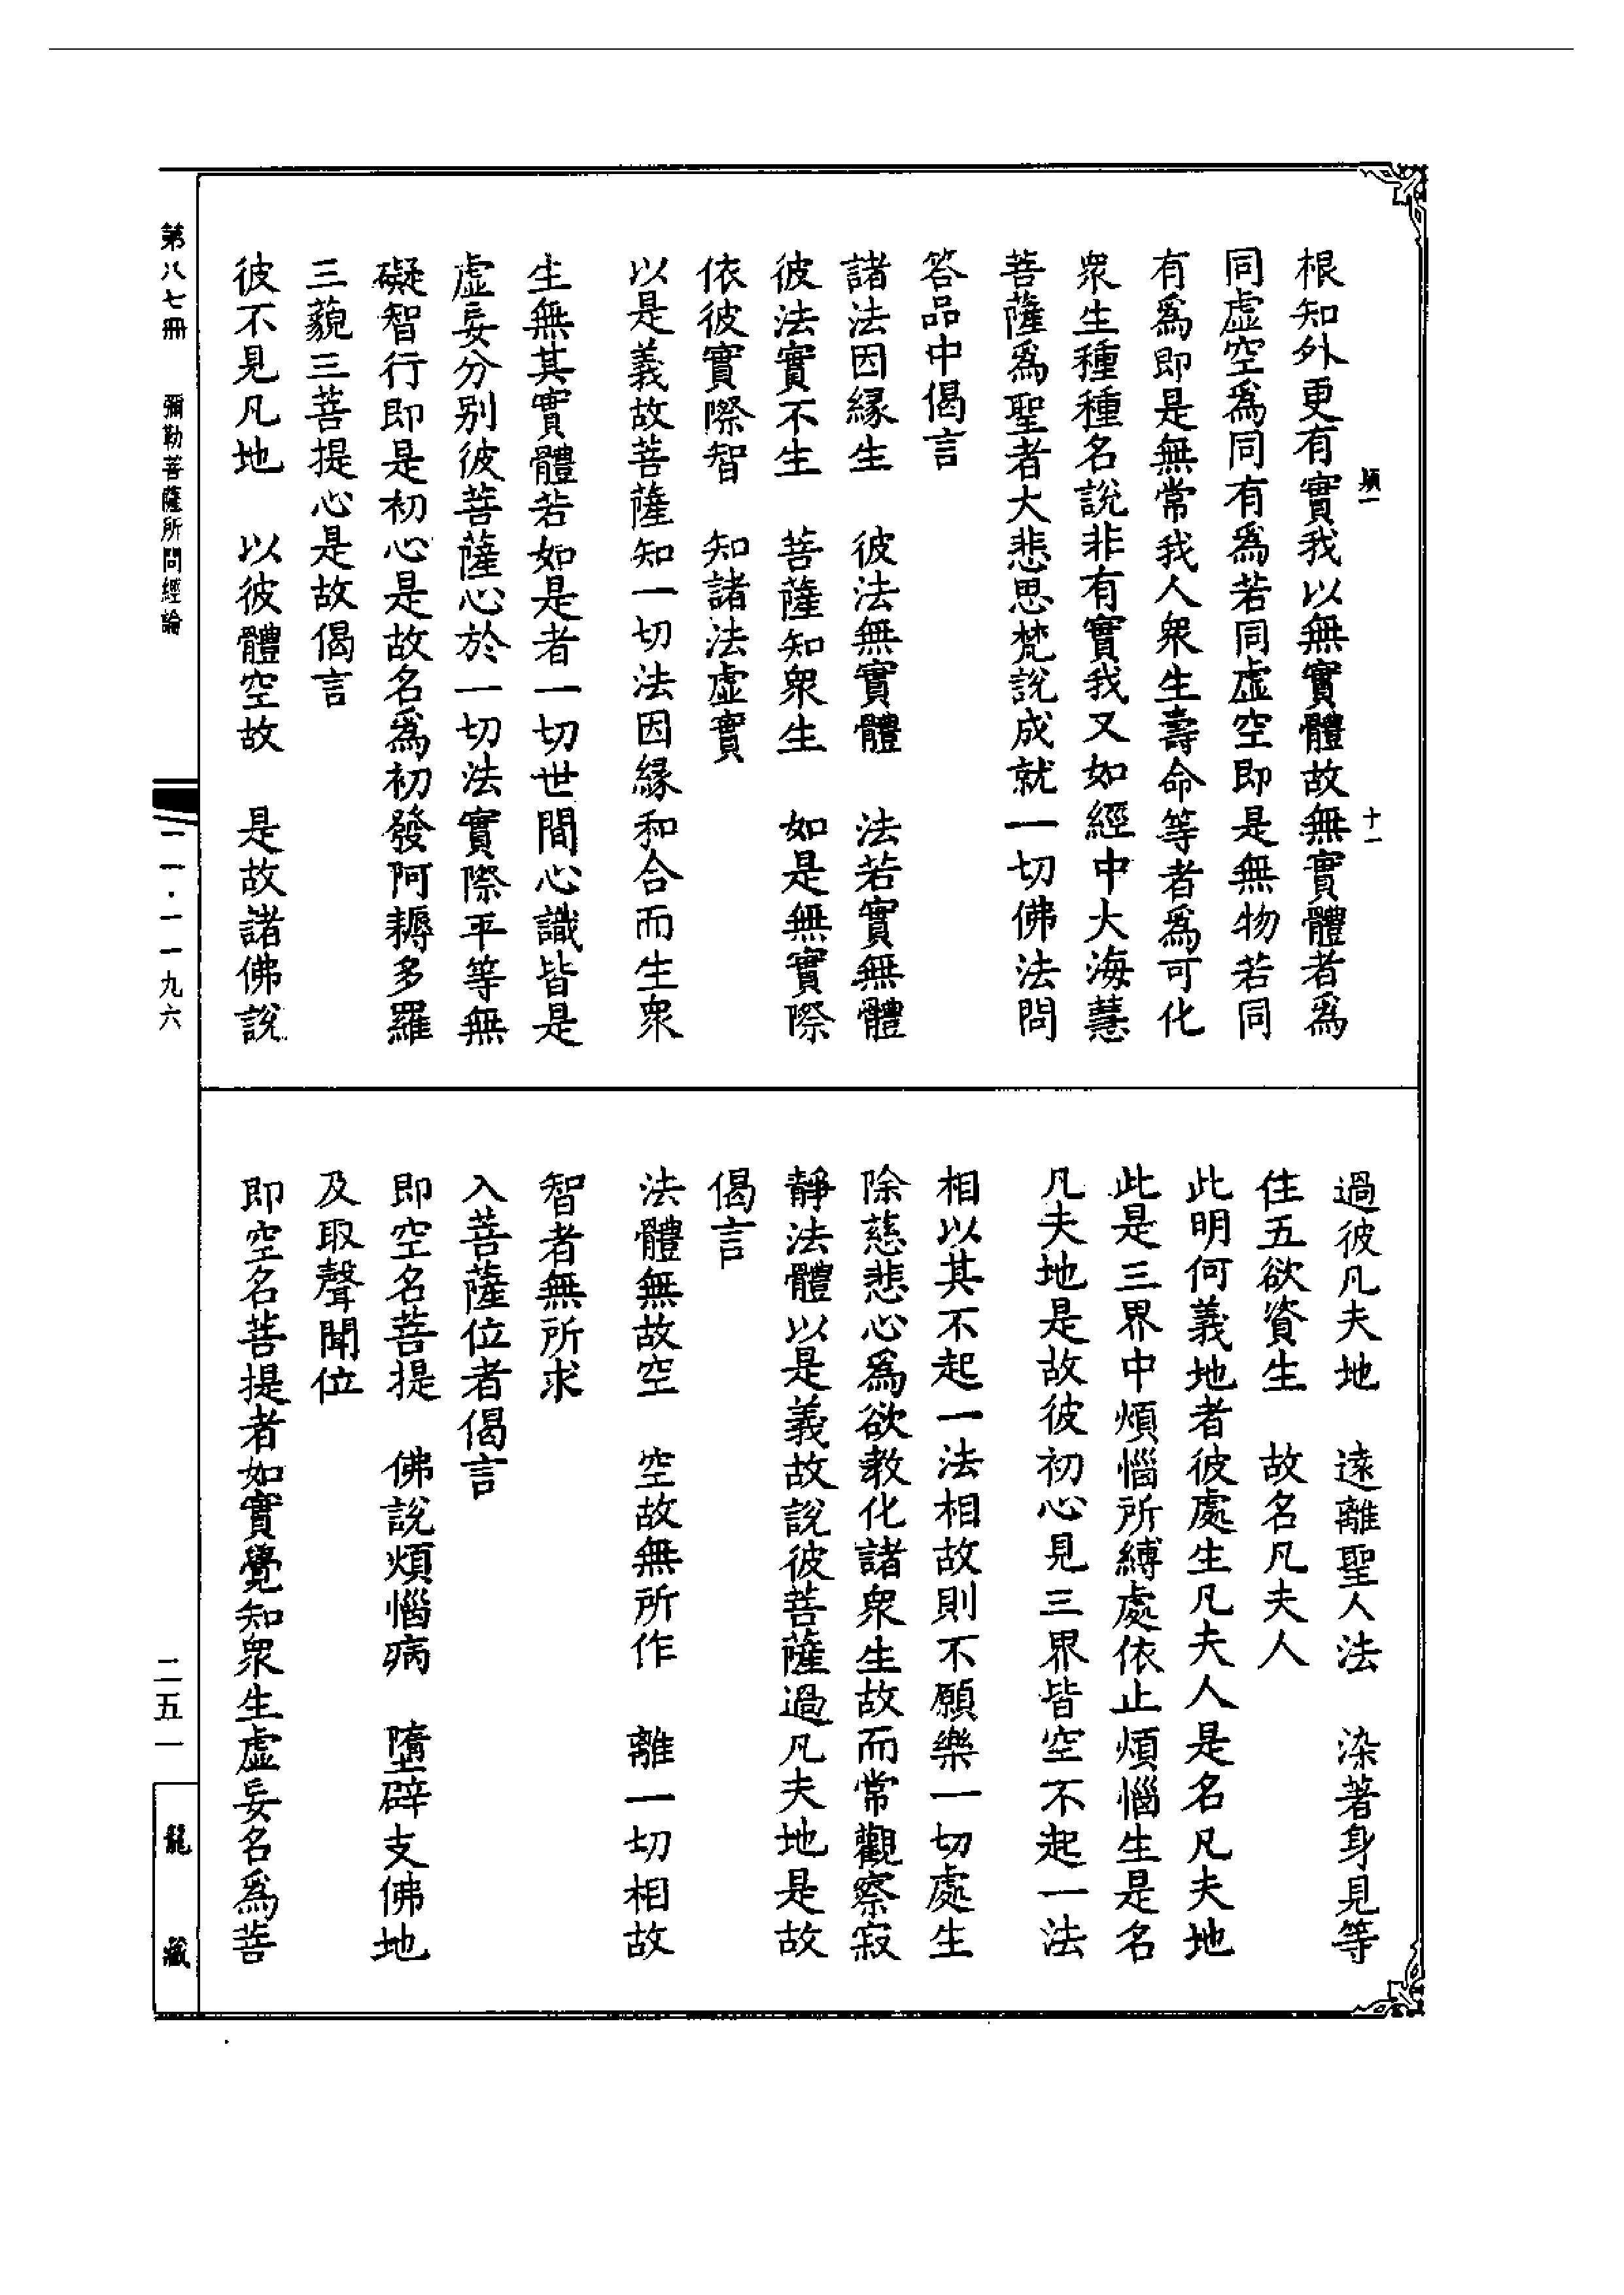 根知外更有實我以無實體故無實體者爲
同虛空爲同有爲若同虛空即是無物若同
有爲即是無常我人衆生壽命等者爲可化
衆生種種名說非有實我又如經中大海慧
菩薩爲聖者大悲思梵說成就一切佛法問
答品中偈言
諸法因緣生　彼法無實體　法若實無體
彼法實不生　菩薩知衆生　如是無實際
依彼實際智　知諸法虛實
以是義故菩薩知一切法因緣和合而生衆
生無其實體若如是者一切世間心識皆是
虛妄分別彼菩薩心於一切法實際平等無
礙智行即是初心是故名爲初發阿耨多羅
三藐三菩提心是故偈言
彼不見凡地　以彼體空故　是故諸佛說
過彼凡夫地　遠離聖人法　染著身見等
住五欲資生　故名凡夫人
此明何義地者彼處生凡夫人是名凡夫地
此是三界中煩惱所縛處依止煩惱生是名
凡夫地是故彼初心見三界皆空不起一法
相以其不起一法相故則不願樂一切處生
除慈悲心爲欲教化諸衆生故而常觀察寂
靜法體以是義故說彼菩薩過凡夫地是故
偈言
法體無故空　空故無所作　離一切相故
智者無所求
入菩薩位者偈言
即空名菩提　佛說煩惱病　墮辟支佛地
及取聲聞位
即空名菩提者如實覺知衆生虛妄名爲菩
十一
第八七冊　彌勒菩薩所問經論
二一·一一九六
二五一
龍藏